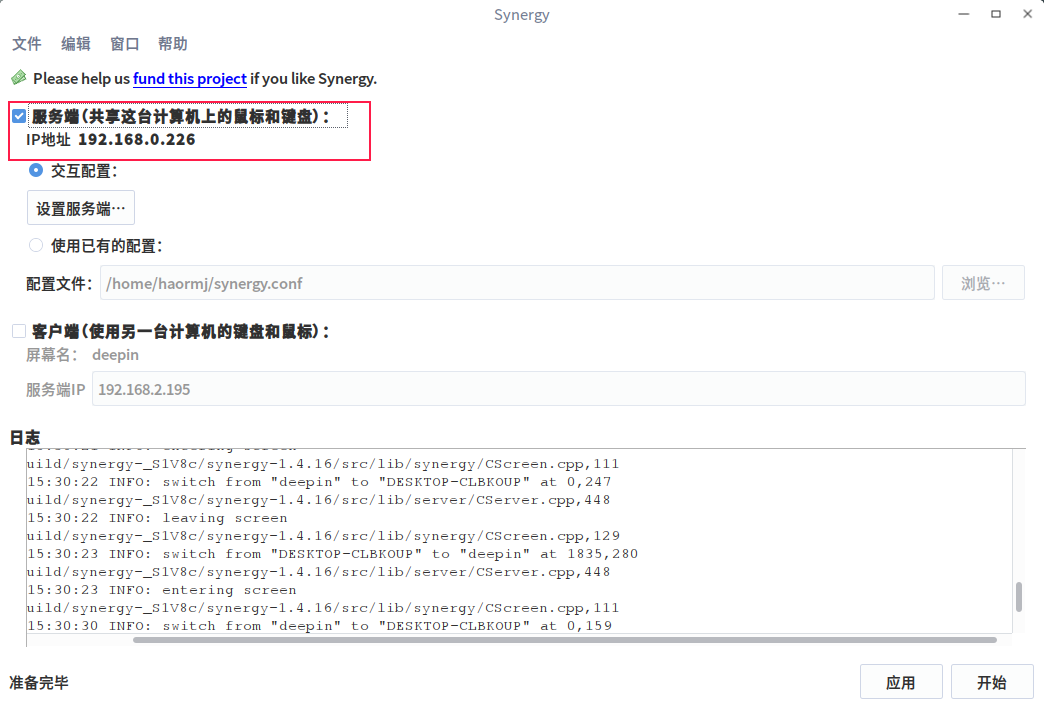 Synergy
文件 编辑 窗口 帮助
Please help us fund this project if you like Synergy.
服务端(共享这台计算机上的鼠标和键盘)：
IP地址 192.168.0.226
交互配置：
设置服务端…
使用已有的配置：
配置文件： /home/haormj/synergy.conf 浏览…
客户端(使用另一台计算机的键盘和鼠标)：
屏幕名： deepin
服务端IP 192.168.2.195
日志
uild/synergy-_S1V8c/synergy-1.4.16/src/lib/synergy/CScreen.cpp,111
15:30:22 INFO: switch from "deepin" to "DESKTOP-CLBKOUP" at 0,247
uild/synergy-_S1V8c/synergy-1.4.16/src/lib/server/CServer.cpp,448
15:30:22 INFO: leaving screen
uild/synergy-_S1V8c/synergy-1.4.16/src/lib/synergy/CScreen.cpp,129
15:30:23 INFO: switch from "DESKTOP-CLBKOUP" to "deepin" at 1835,280
uild/synergy-_S1V8c/synergy-1.4.16/src/lib/server/CServer.cpp,448
15:30:23 INFO: entering screen
uild/synergy-_S1V8c/synergy-1.4.16/src/lib/synergy/CScreen.cpp,111
15:30:30 INFO: switch from "deepin" to "DESKTOP-CLBKOUP" at 0,159
准备完毕 应用 开始